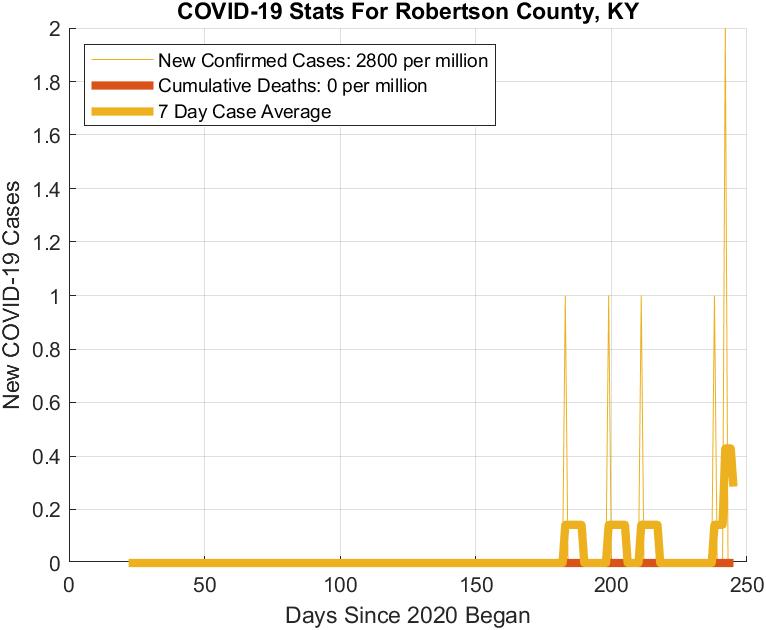 COVID-19 Stats For Robertson County, KY
New Confirmed Cases: 2800 per million
Cumulative Deaths: 0 per million
7 Day Case Average
New COVID-19 Cases
2
1.8
1.6
1.4
1.2
1
0.8
0.6
0.4
0.2
0
0 50 100 150 200 250
Days Since 2020 Began